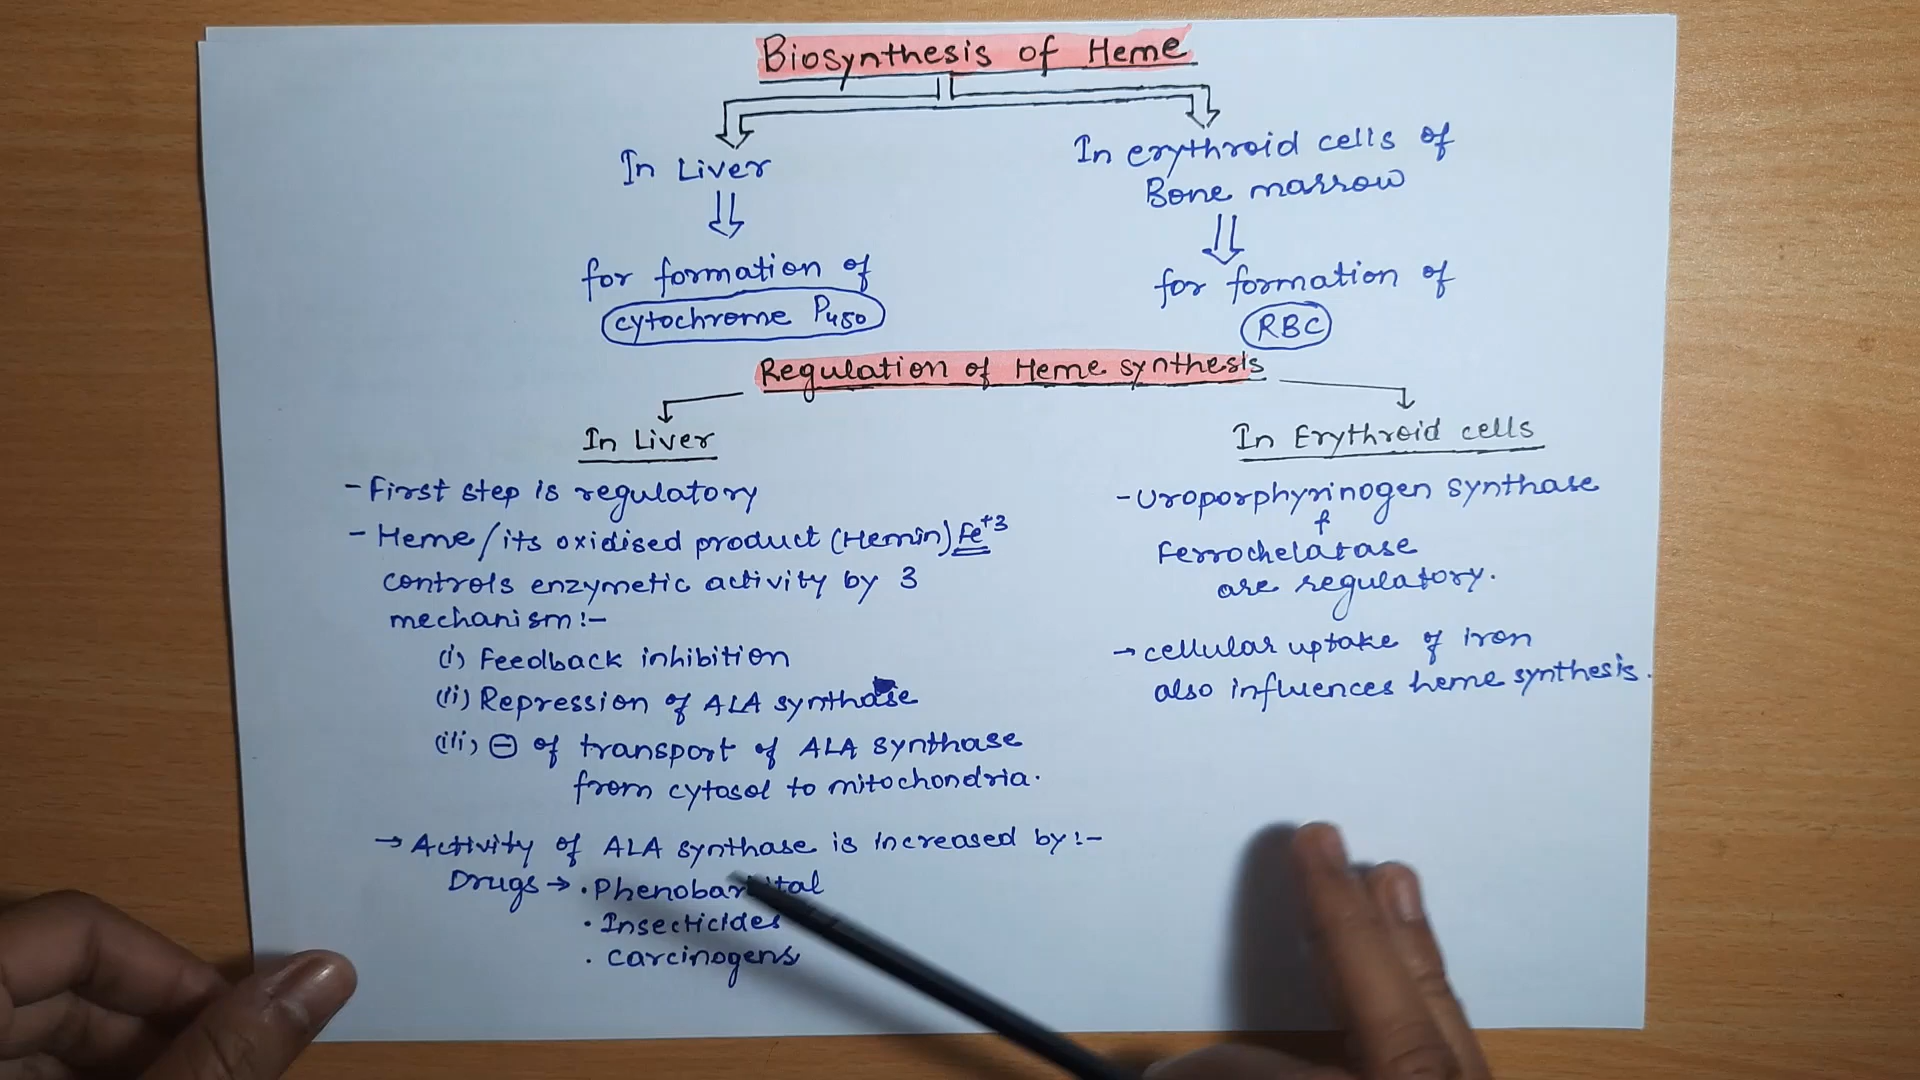 Biosynthesis of Heme
In Liver
for formation of
cytochrome P450
In erythroid cells of
Bone marrow
for formation of
RBC
Regulation of Heme synthesis
In Liver
- First step is regulatory
- Heme/its oxidised product (Hemin) Fe+3
controls enzymetic activity by 3
mechanism:-
(i) Feedback inhibition
(ii) Repression of ALA synthase
(iii) ⊖ of transport of ALA synthase
from cytosol to mitochondria.
→ Activity of ALA synthase is increased by:-
Drugs → . Phenobarbital
. Insecticides
. Carcinogens
In Erythroid cells
- Uroporphyrinogen synthase
f
Ferrochelatase
are regulatory.
→ cellular uptake of iron
also influences heme synthesis.